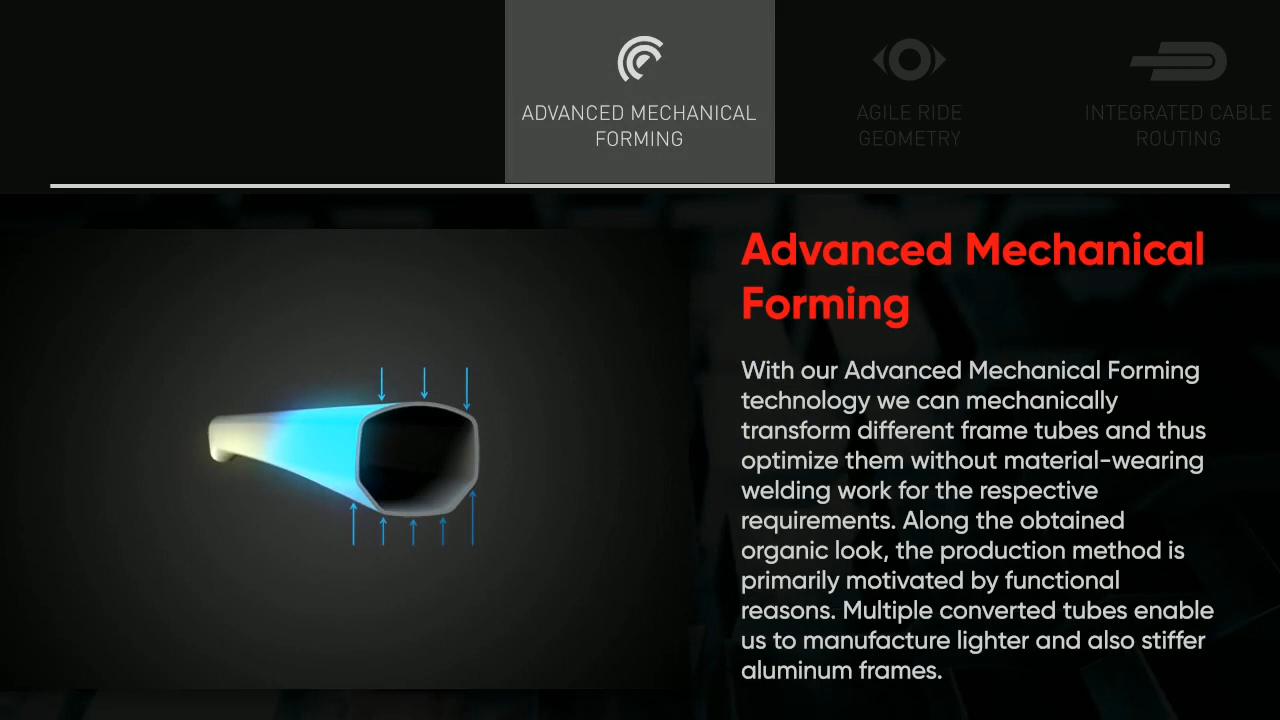 ADVANCED MECHANICAL
FORMING
AGILE RIDE
GEOMETRY
INTEGRATED CABLE
ROUTING
Advanced Mechanical
Forming
With our Advanced Mechanical Forming
technology we can mechanically
transform different frame tubes and thus
optimize them without material-wearing
welding work for the respective
requirements. Along the obtained
organic look, the production method is
primarily motivated by functional
reasons. Multiple converted tubes enable
us to manufacture lighter and also stiffer
aluminum frames.